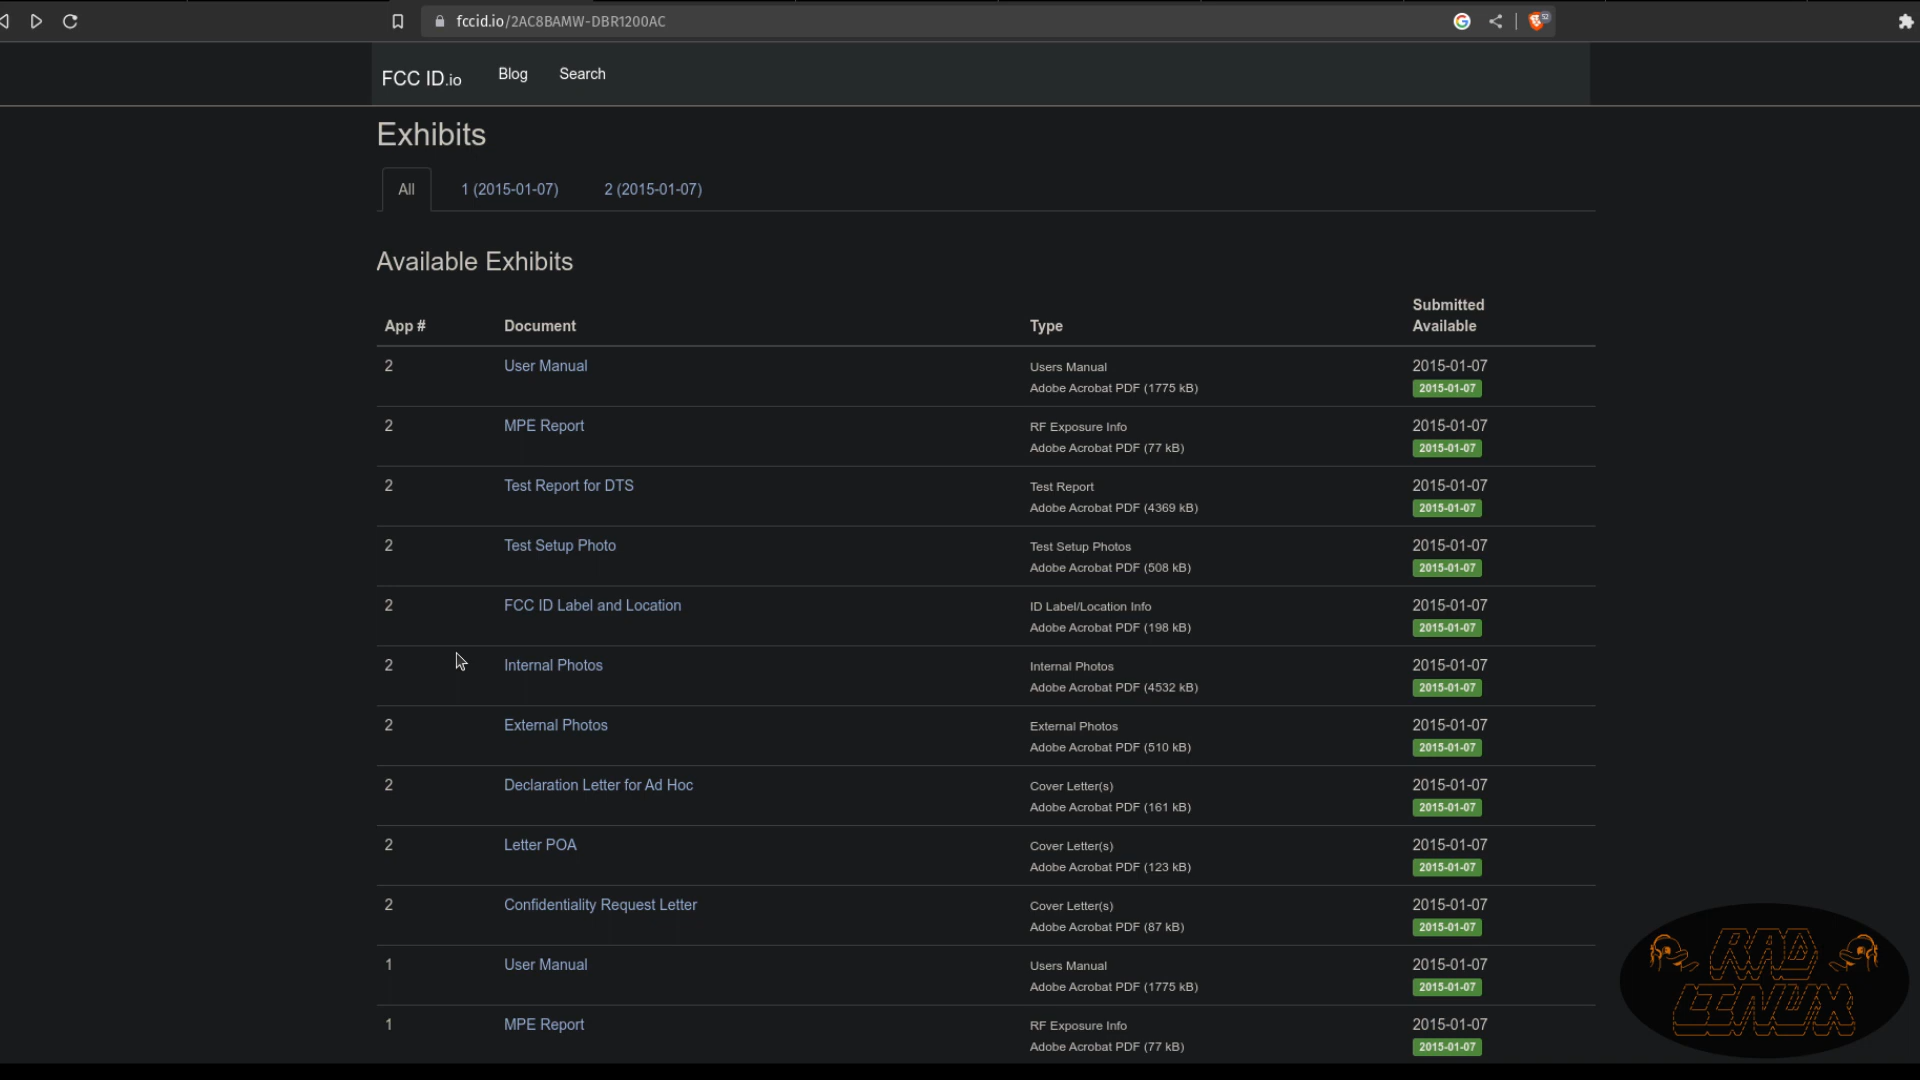 fccid.io/2AC8BAMW-DBR1200AC
FCC ID.io Blog Search
Exhibits
All 1 (2015-01-07) 2 (2015-01-07)
Available Exhibits
Submitted
App # Document Type Available
2 User Manual Users Manual 2015-01-07
Adobe Acrobat PDF (1775 kB) 2015-01-07
2 MPE Report RF Exposure Info 2015-01-07
Adobe Acrobat PDF (77 kB) 2015-01-07
2 Test Report for DTS Test Report 2015-01-07
Adobe Acrobat PDF (4369 kB) 2015-01-07
2 Test Setup Photo Test Setup Photos 2015-01-07
Adobe Acrobat PDF (508 kB) 2015-01-07
2 FCC ID Label and Location ID Label/Location Info 2015-01-07
Adobe Acrobat PDF (198 kB) 2015-01-07
2 Internal Photos Internal Photos 2015-01-07
Adobe Acrobat PDF (4532 kB) 2015-01-07
2 External Photos External Photos 2015-01-07
Adobe Acrobat PDF (510 kB) 2015-01-07
2 Declaration Letter for Ad Hoc Cover Letter(s) 2015-01-07
Adobe Acrobat PDF (161 kB) 2015-01-07
2 Letter POA Cover Letter(s) 2015-01-07
Adobe Acrobat PDF (123 kB) 2015-01-07
2 Confidentiality Request Letter Cover Letter(s) 2015-01-07
Adobe Acrobat PDF (87 kB) 2015-01-07
1 User Manual Users Manual 2015-01-07
Adobe Acrobat PDF (1775 kB) 2015-01-07
1 MPE Report RF Exposure Info 2015-01-07
Adobe Acrobat PDF (77 kB) 2015-01-07
RAD
LINUX